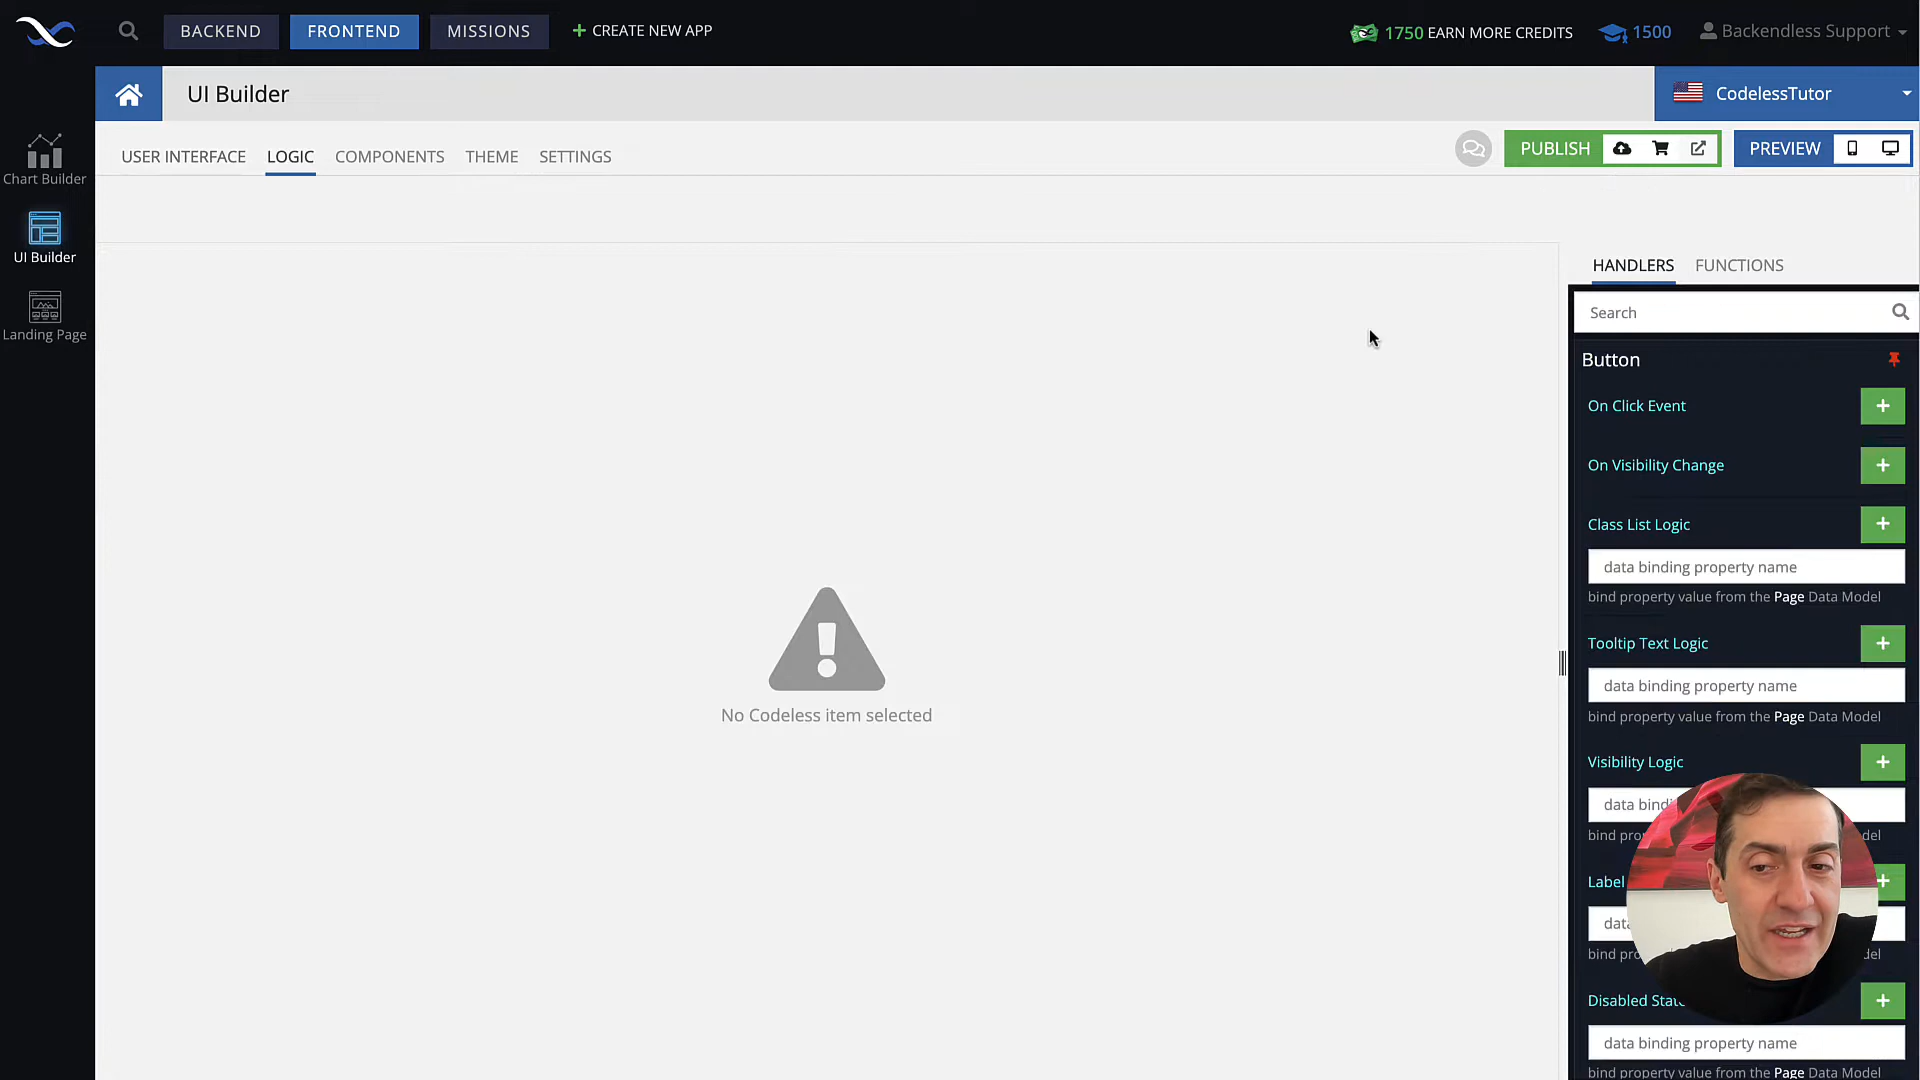 BACKEND FRONTEND MISSIONS + CREATE NEW APP 1750 EARN MORE CREDITS 1500 Backendless Support
UI Builder CodelessTutor
USER INTERFACE LOGIC COMPONENTS THEME SETTINGS PUBLISH PREVIEW
Chart Builder
UI Builder
Landing Page
HANDLERS FUNCTIONS
Search
Button
On Click Event
On Visibility Change
Class List Logic
data binding property name
bind property value from the Page Data Model
Tooltip Text Logic
data binding property name
bind property value from the Page Data Model
No Codeless item selected
Visibility Logic
data
Label
Disabled
data binding property name
bind property value from the Page Data Model